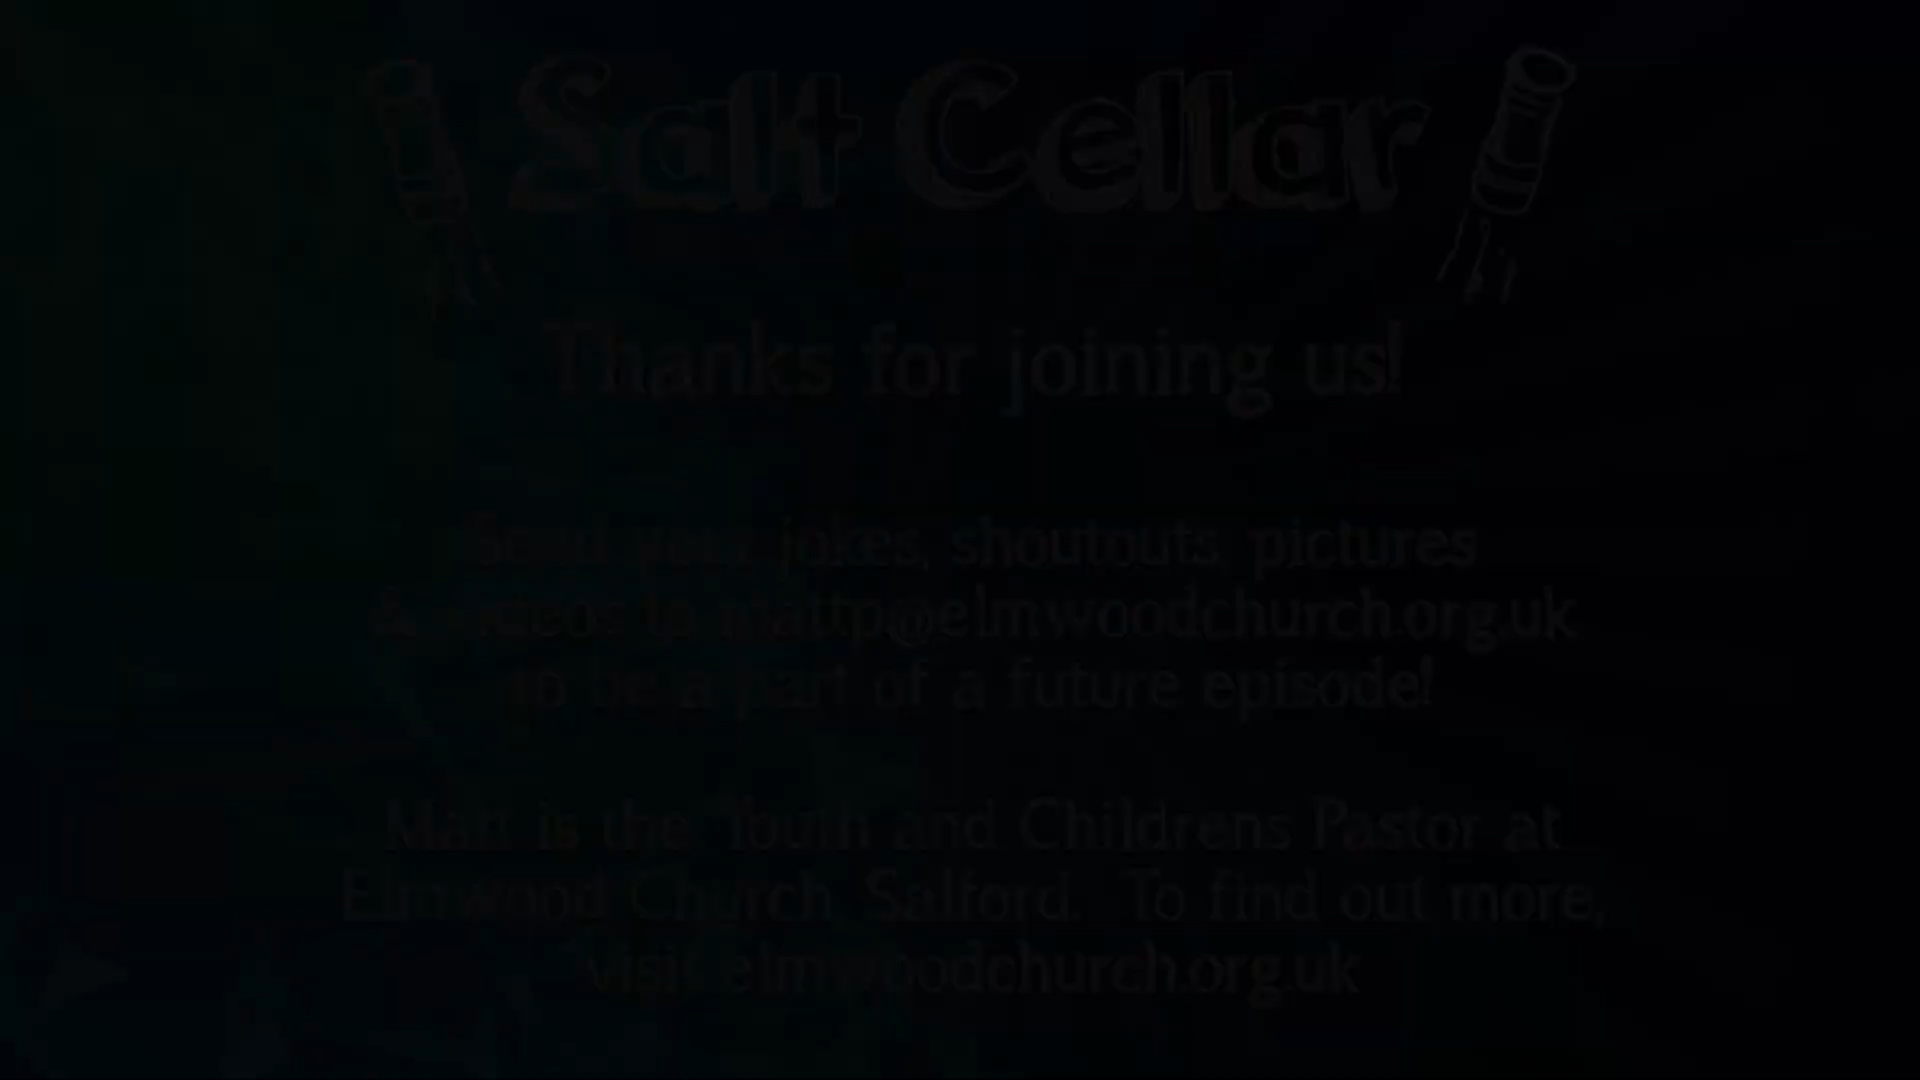 Salt Cellar
Thanks for joining us!
Send your jokes, shoutouts, pictures
& videos to mattp@elmwoodchurch.org.uk
to be a part of a future episode!
Matt is the Youth and Childrens Pastor at
Elmwood Church, Salford. To find out more,
visit elmwoodchurch.org.uk